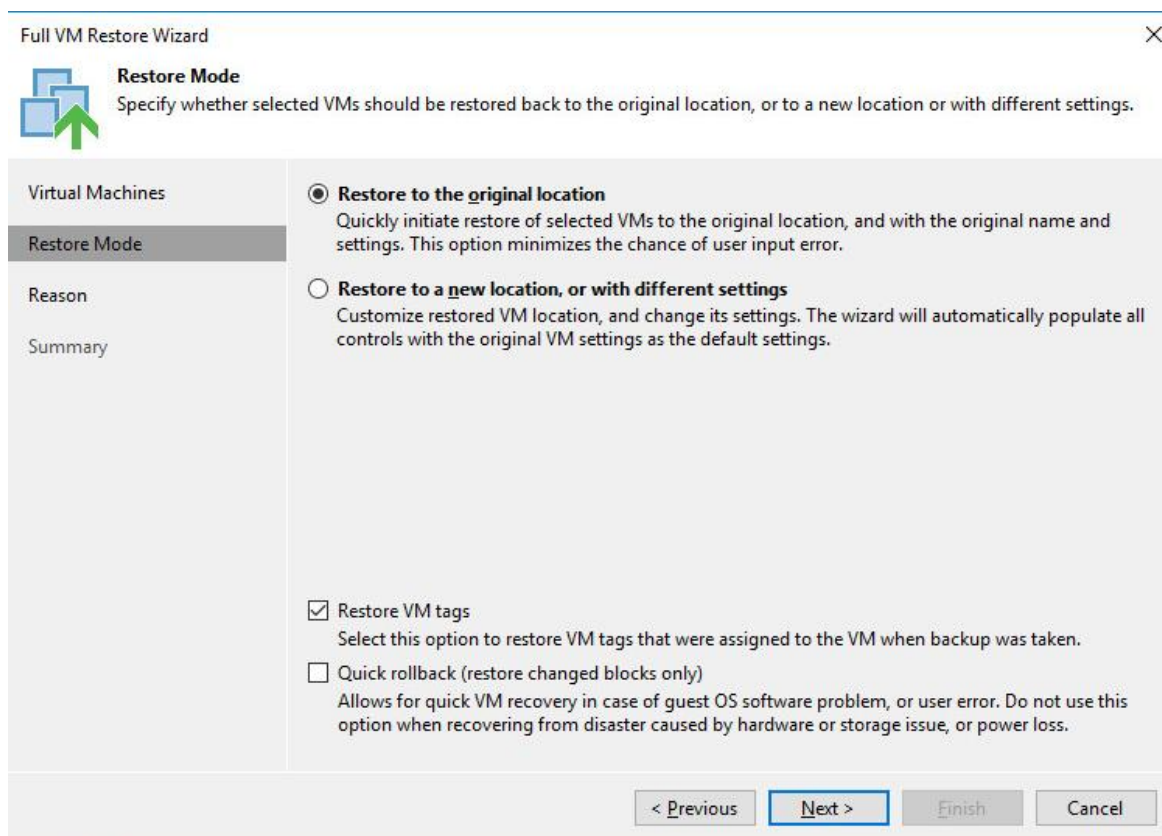 Full VM Restore Wizard
Restore Mode
Specify whether selected VMs should be restored back to the original location, or to a new location or with different settings.
Virtual Machines
Restore Mode
Reason
Summary
Restore to the original location
Quickly initiate restore of selected VMs to the original location, and with the original name and
settings. This option minimizes the chance of user input error.
Restore to a new location, or with different settings
Customize restored VM location, and change its settings. The wizard will automatically populate all
controls with the original VM settings as the default settings.
Restore VM tags
Select this option to restore VM tags that were assigned to the VM when backup was taken.
Quick rollback (restore changed blocks only)
Allows for quick VM recovery in case of guest OS software problem, or user error. Do not use this
option when recovering from disaster caused by hardware or storage issue, or power loss.
< Previous
Next >
Finish
Cancel